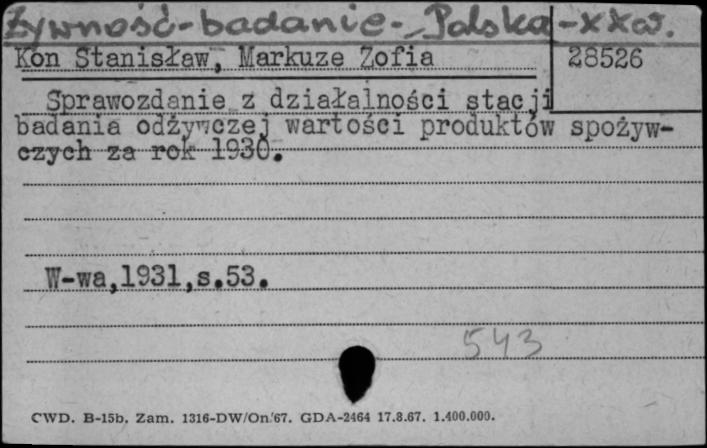 Żywność-badanie-Polska-XXw.
Kon Stanisław, Markuze Zofia 28526
Sprawozdanie z działalności stacji
badania odżywczej wartości produktów spożyw-
czych za rok 1930.
W-wa,1931,s.53.
543
CWD. B-15b. Zam. 1316-DW/On/67. GDA-2464 17.8.67. 1.400.000.